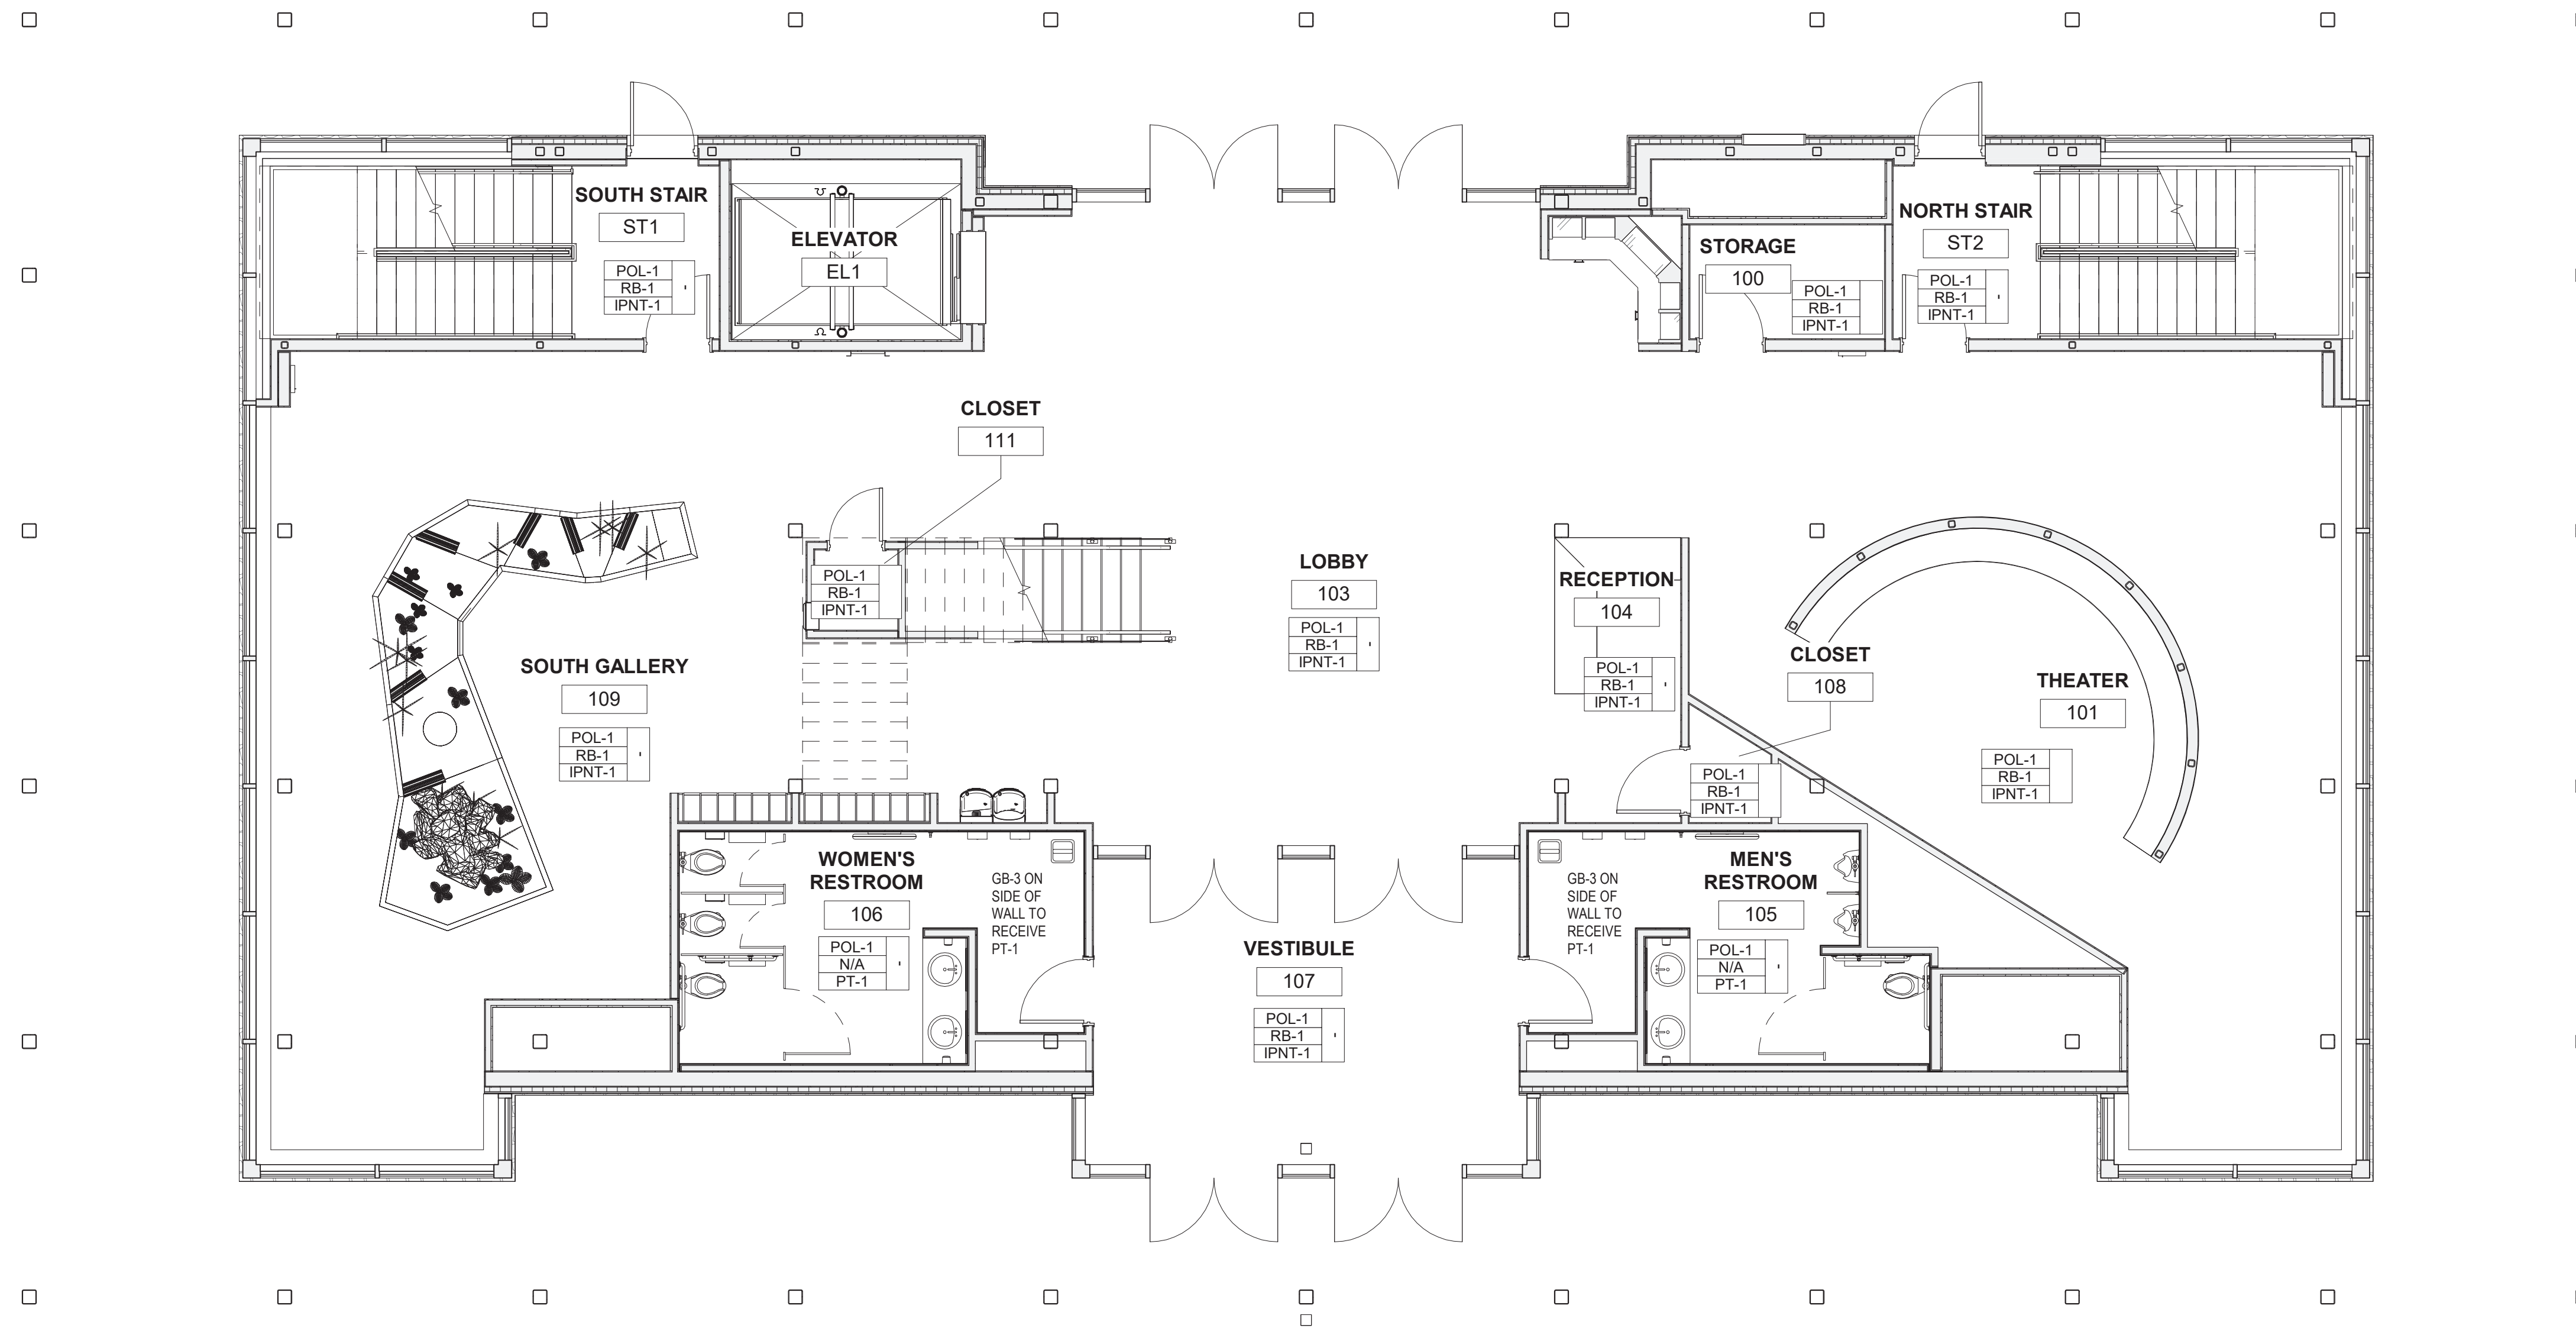 SOUTH STAIR
ST1
POL-1
RB-1
IPNT-1
ELEVATOR
EL1
STORAGE
100
POL-1
RB-1
IPNT-1
NORTH STAIR
ST2
POL-1
RB-1
IPNT-1
CLOSET
111
POL-1
RB-1
IPNT-1
LOBBY
103
POL-1
RB-1
IPNT-1
RECEPTION
104
POL-1
RB-1
IPNT-1
SOUTH GALLERY
109
POL-1
RB-1
IPNT-1
CLOSET
108
POL-1
RB-1
IPNT-1
THEATER
101
POL-1
RB-1
IPNT-1
WOMEN'S
RESTROOM
106
POL-1
N/A
PT-1
GB-3 ON
SIDE OF
WALL TO
RECEIVE
PT-1
VESTIBULE
107
POL-1
RB-1
IPNT-1
GB-3 ON
SIDE OF
WALL TO
RECEIVE
PT-1
MEN'S
RESTROOM
105
POL-1
N/A
PT-1